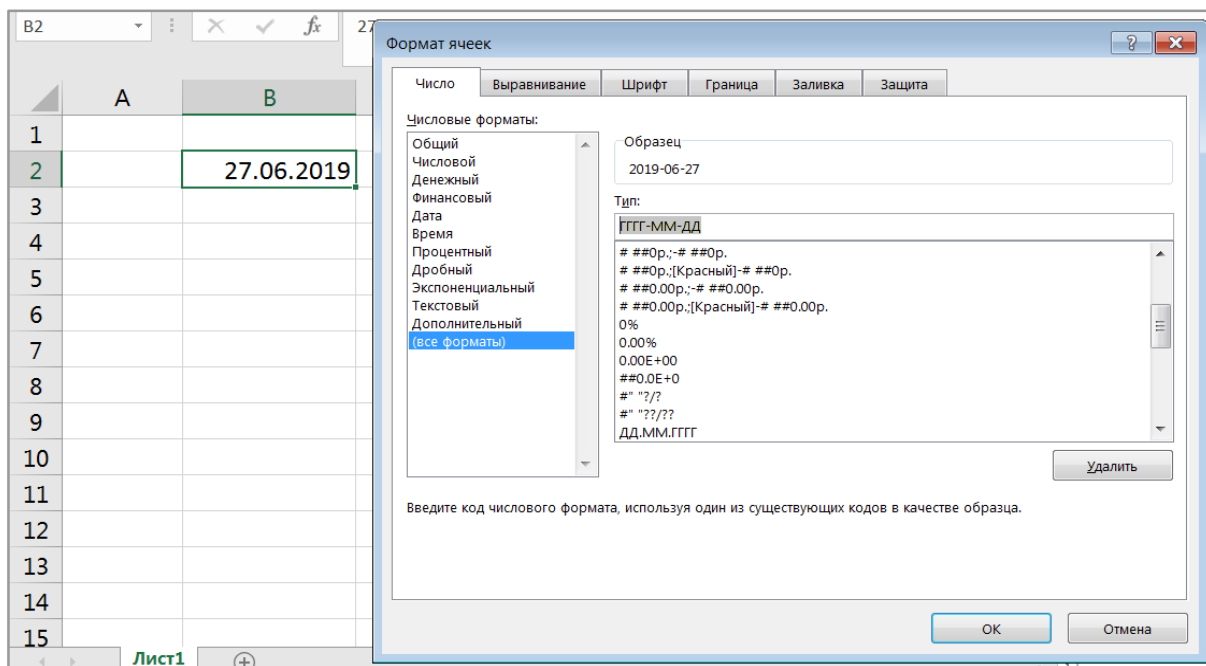 B2
fx
27
Формат ячеек
Число
Выравнивание
Шрифт
Граница
Заливка
Защита
A
B
1
2
3
4
5
6
7
8
9
10
11
12
13
14
15
27.06.2019
Числовые форматы:
Общий
Числовой
Денежный
Финансовый
Дата
Время
Процентный
Дробный
Экспоненциальный
Текстовый
Дополнительный
(все форматы)
Образец
2019-06-27
Тип:
ГГГГ-ММ-ДД
# ##0р.;-# ##0р.
# ##0р.;[Красный]-# ##0р.
# ##0.00р.;-# ##0.00р.
# ##0.00р.;[Красный]-# ##0.00р.
0%
0.00%
0.00E+00
##0.0E+0
#" "?/?
#" "??/??
ДД.ММ.ГГГГ
Удалить
Введите код числового формата, используя один из существующих кодов в качестве образца.
ОК
Отмена
Лист1